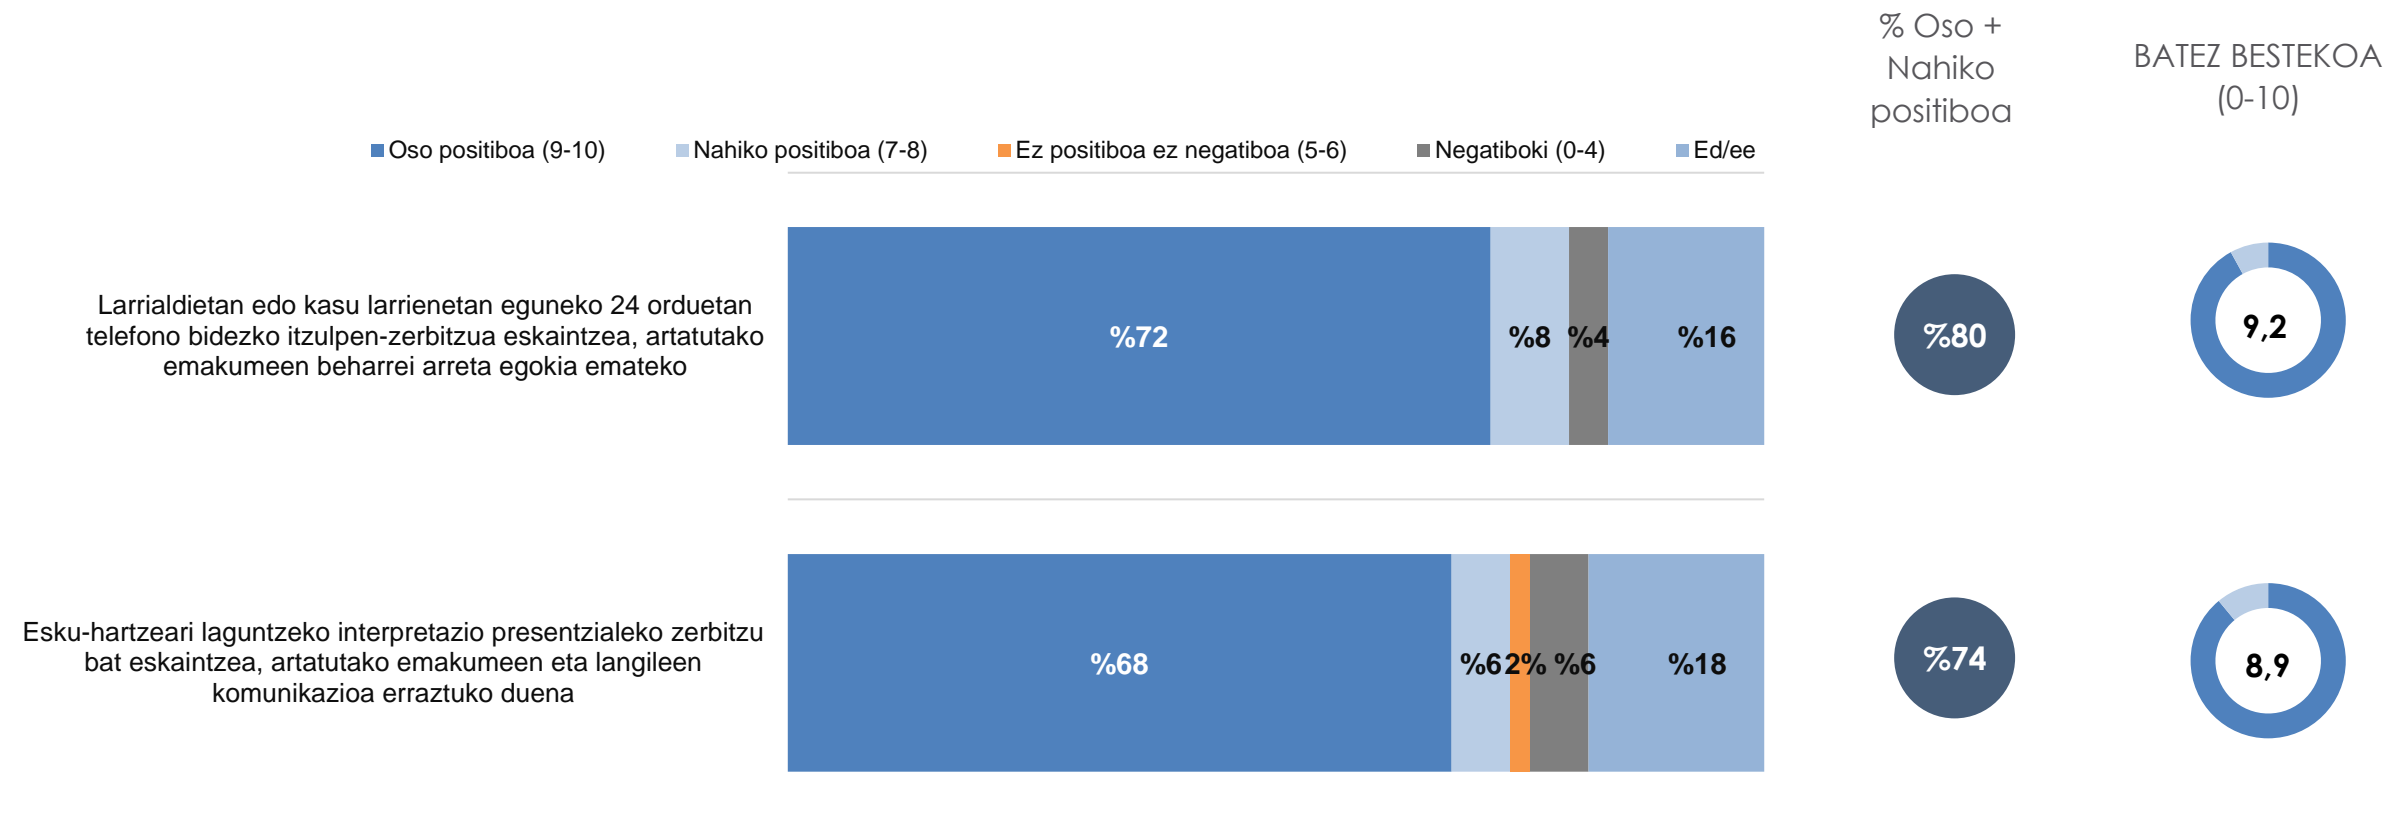 % Oso +
Nahiko
positiboa
BATEZ BESTEKOA
(0-10)
Oso positiboa (9-10)
Nahiko positiboa (7-8)
Ez positiboa ez negatiboa (5-6)
Negatiboki (0-4)
Ed/ee
Larrialdietan edo kasu larrienetan eguneko 24 orduetan
telefono bidezko itzulpen-zerbitzua eskaintzea, artatutako
emakumeen beharrei arreta egokia emateko
%72
%8
%4
%16
%80
9,2
Esku-hartzeari laguntzeko interpretazio presentzialeko zerbitzu
bat eskaintzea, artatutako emakumeen eta langileen
komunikazioa erraztuko duena
%68
%6
2%
%6
%18
%74
8,9